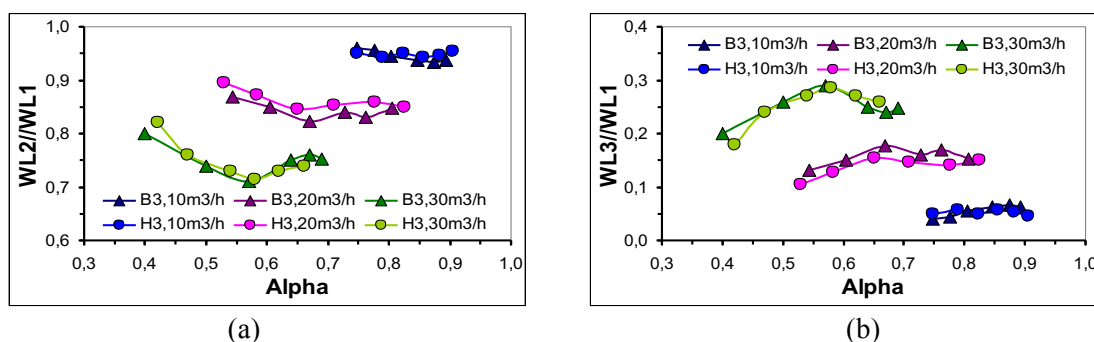 1,0
0,9
0,8
0,7
0,6
WL2//WL1
B3,10m3/h B3,20m3/h B3,30m3/h
H3,10m3/h H3,20m3/h H3,30m3/h
0,3 0,4 0,5 0,6 0,7 0,8 0,9 1,0
Alpha
(a)
0,4
0,3
0,2
0,1
0,0
WL3//WL1
B3,10m3/h B3,20m3/h B3,30m3/h
H3,10m3/h H3,20m3/h H3,30m3/h
0,3 0,4 0,5 0,6 0,7 0,8 0,9 1,0
Alpha
(b)